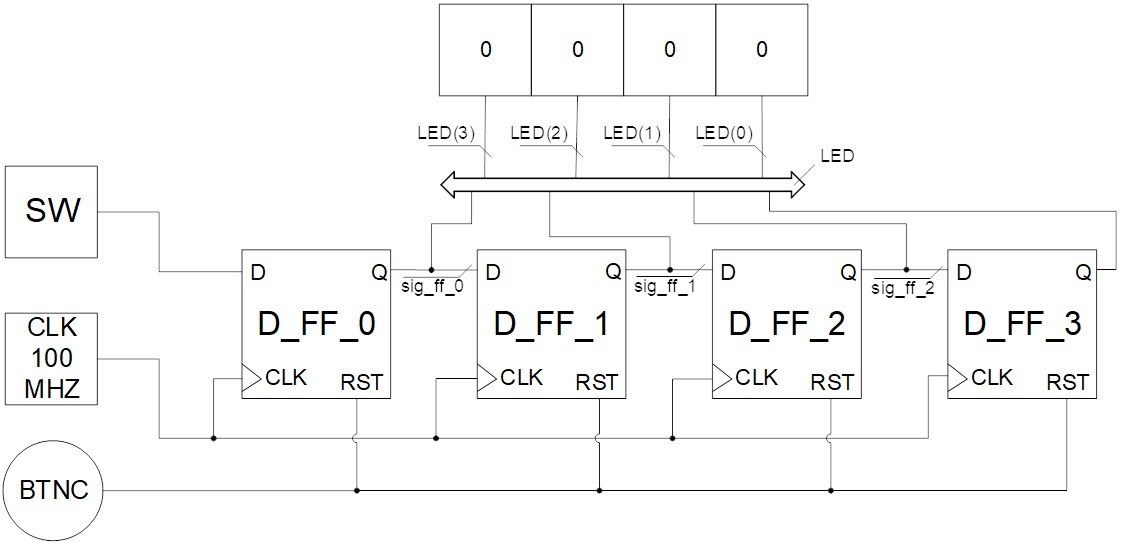 0 0 0 0
LED(3) LED(2) LED(1) LED(0)
LED
SW
D Q sig_ff_0 D Q sig_ff_1 D Q sig_ff_2 D Q
D_FF_0 D_FF_1 D_FF_2 D_FF_3
CLK
100
MHZ
CLK RST CLK RST CLK RST CLK RST
BTNC